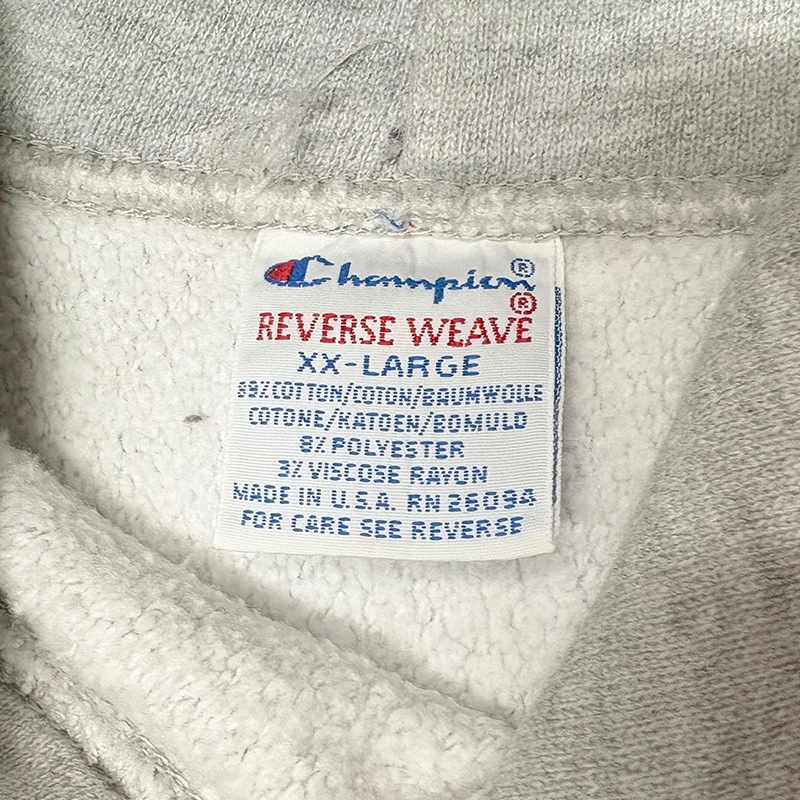 Champion®
REVERSE WEAVE®
XX-LARGE
89% COTTON/COTON/BAUMWOLLE
COTONE/KATOEN/BOMULD
8% POLYESTER
3% VISCOSE RAYON
MADE IN U.S.A. RN 26094
FOR CARE SEE REVERSE